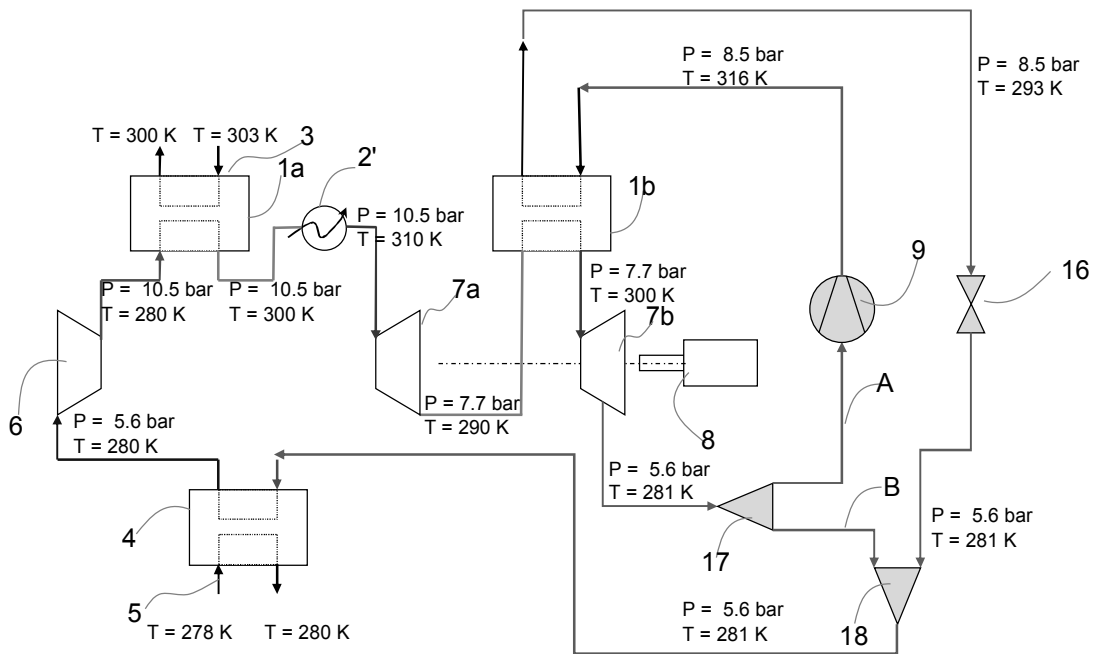 P = 8.5 bar
T = 316 K
P = 8.5 bar
T = 293 K
T = 300 K
T = 303 K
3
1a
2'
1b
P = 10.5 bar
T = 310 K
9
16
P = 10.5 bar
T = 280 K
P = 10.5 bar
T = 300 K
7a
P = 7.7 bar
T = 300 K
7b
6
P = 5.6 bar
T = 280 K
P = 7.7 bar
T = 290 K
8
A
P = 5.6 bar
T = 281 K
B
4
17
P = 5.6 bar
T = 281 K
5
T = 278 K
T = 280 K
P = 5.6 bar
T = 281 K
18